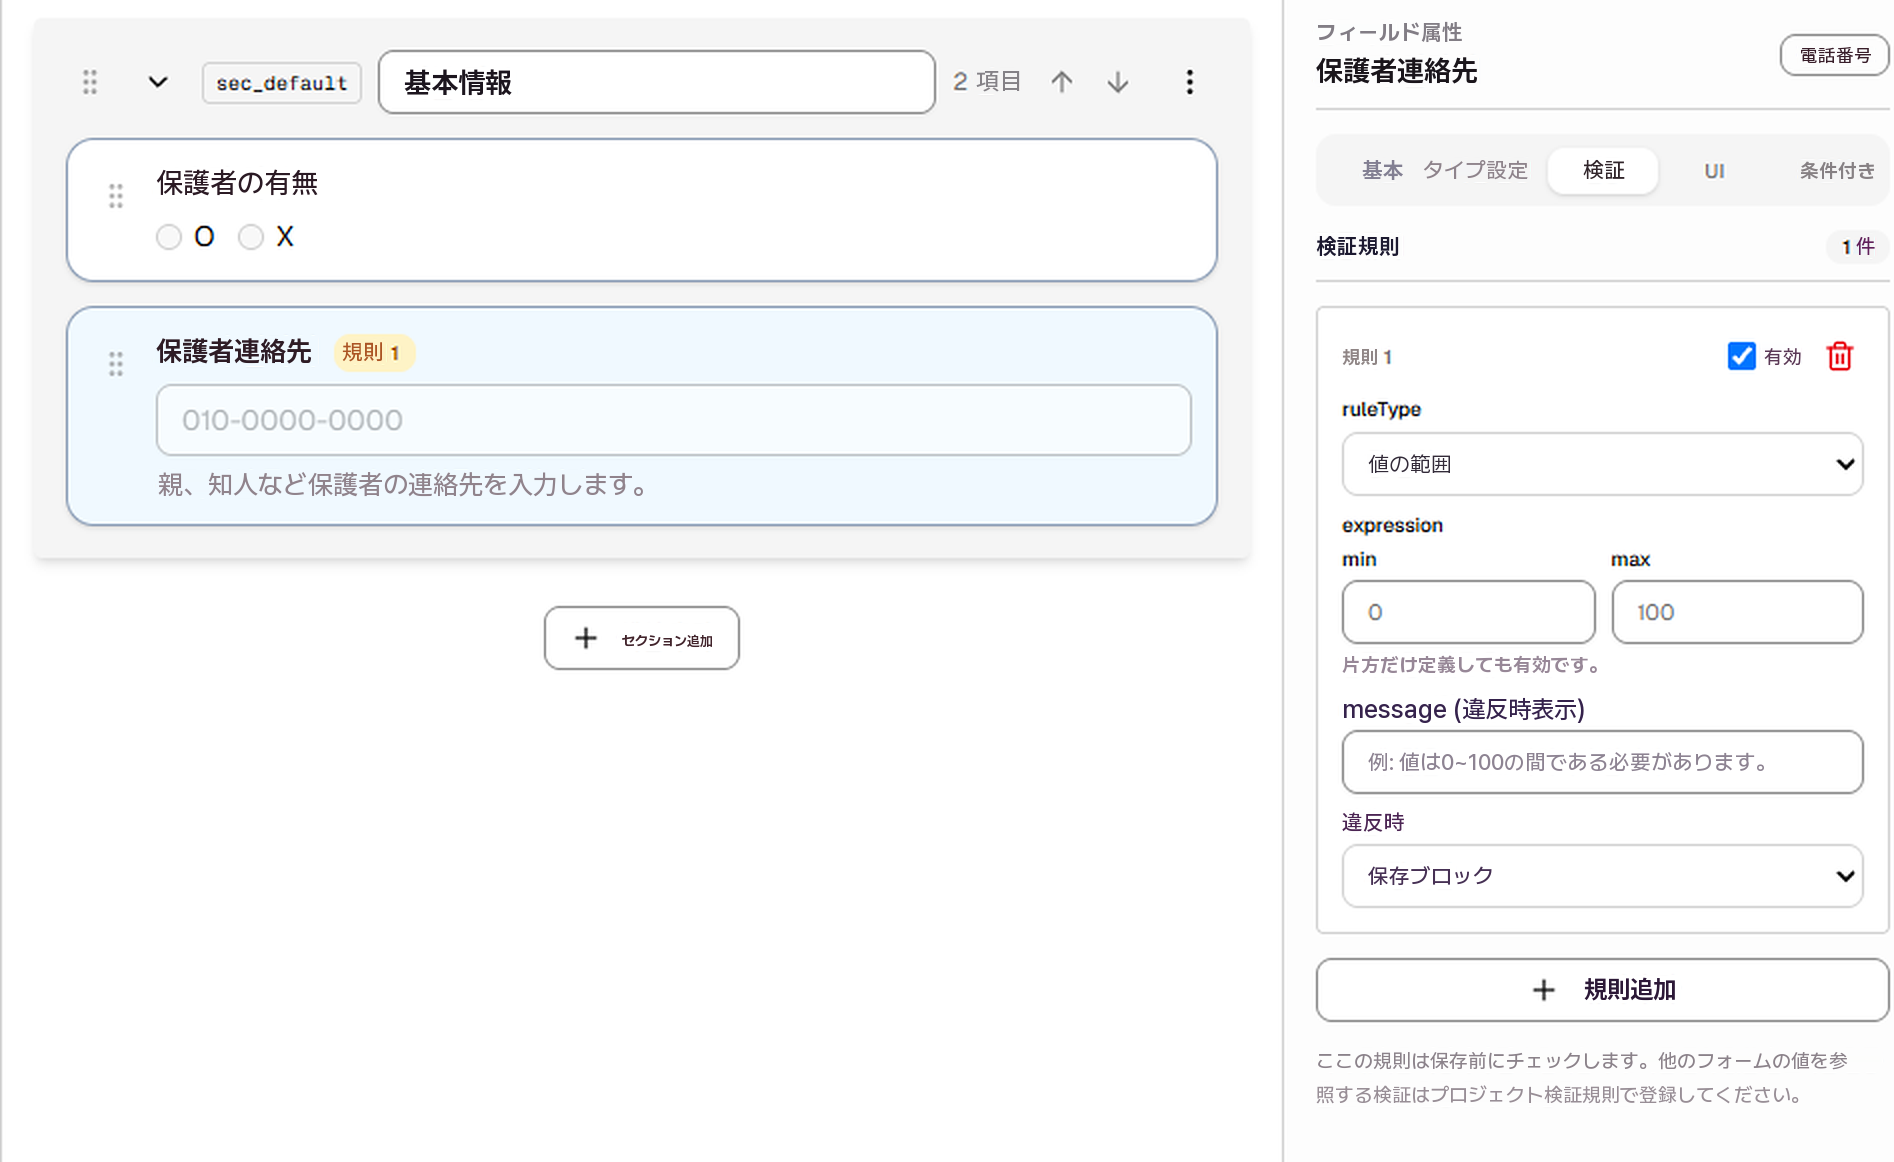 sec_default
基本情報
2 項目
保護者の有無
O X
保護者連絡先 規則 1
010-0000-0000
親、知人など保護者の連絡先を入力します。
セクション追加
フィールド属性
保護者連絡先
電話番号
基本 タイプ設定 検証 UI 条件付き
検証規則 1 件
規則 1 有効
ruleType
値の範囲
expression
min max
0 100
片方だけ定義しても有効です。
message (違反時表示)
例: 値は0~100の間である必要があります。
違反時
保存ブロック
規則追加
ここの規則は保存前にチェックします。他のフォームの値を参
照する検証はプロジェクト検証規則で登録してください。